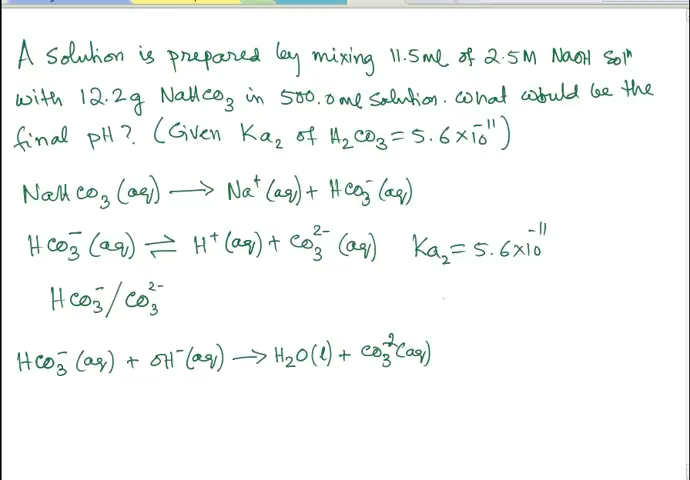 A solution is prepared by mixing 11.5ml of 2.5M NaOH solⁿ
with 12.2g NaHCO₃ in 500.0ml solution. What would be the
final pH? (Given Ka₂ of H₂CO₃ = 5.6×10⁻¹¹)
NaHCO₃ (aq) ⟶ Na⁺ (aq) + HCO₃⁻ (aq)
HCO₃⁻ (aq) ⇌ H⁺ (aq) + CO₃²⁻ (aq) Ka₂ = 5.6×10⁻¹¹
HCO₃⁻ / CO₃²⁻
HCO₃⁻ (aq) + OH⁻ (aq) ⟶ H₂O (l) + CO₃⁻² (aq)